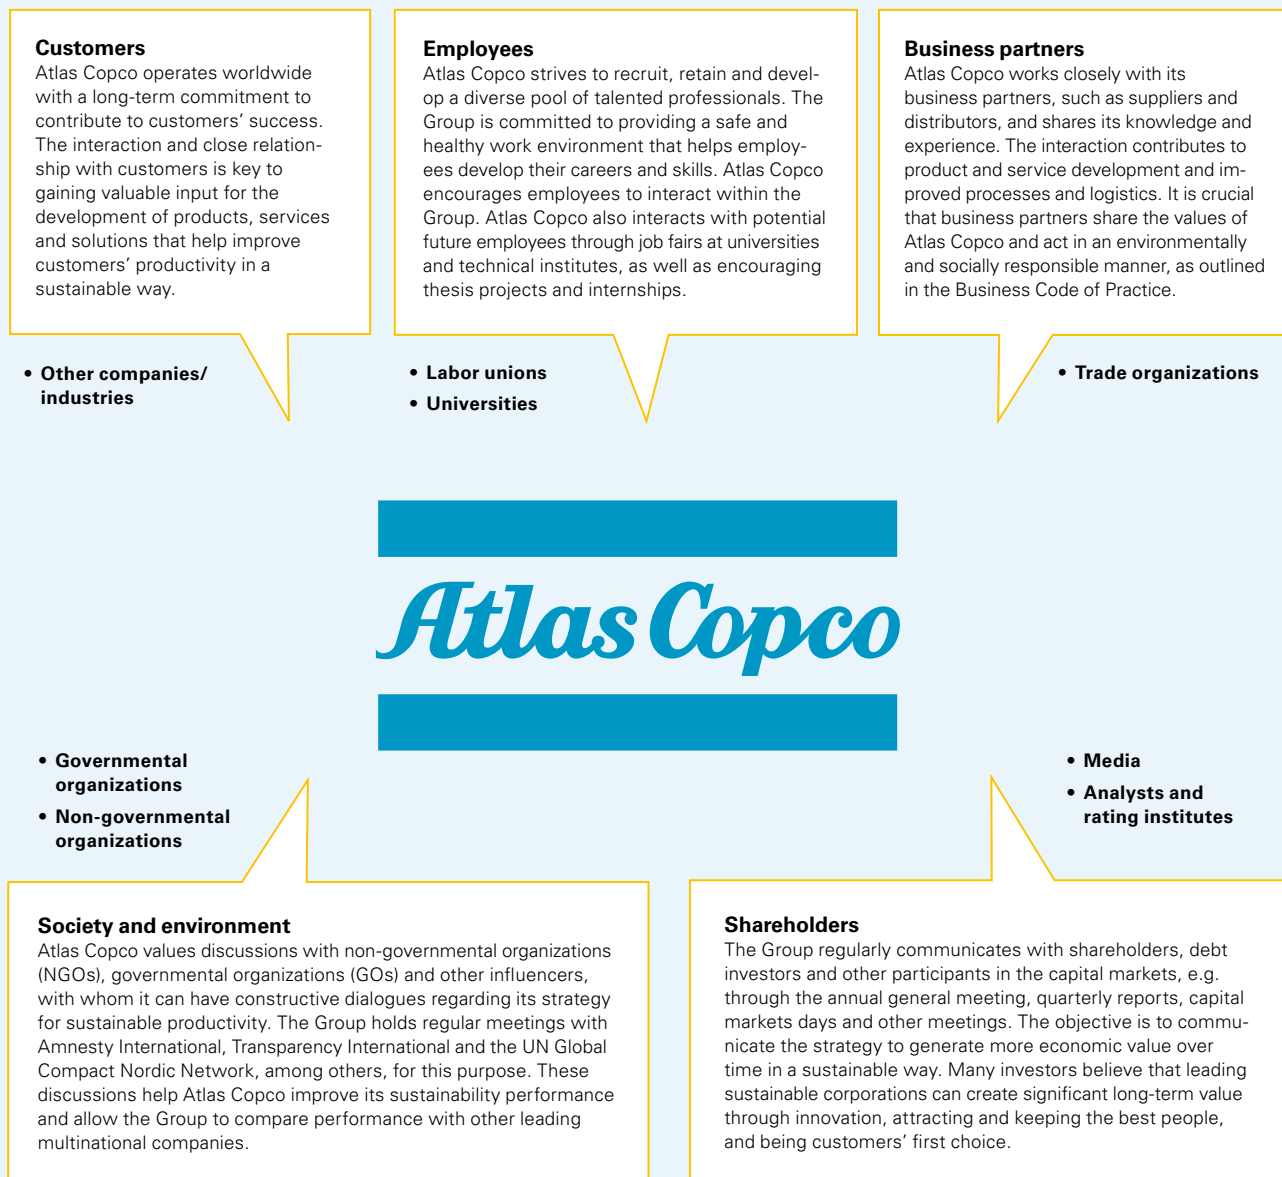 Customers
Atlas Copco operates worldwide
with a long-term commitment to
contribute to customers’ success.
The interaction and close relation-
ship with customers is key to
gaining valuable input for the
development of products, services
and solutions that help improve
customers’ productivity in a
sustainable way.
Employees
Atlas Copco strives to recruit, retain and devel-
op a diverse pool of talented professionals. The
Group is committed to providing a safe and
healthy work environment that helps employ-
ees develop their careers and skills. Atlas Copco
encourages employees to interact within the
Group. Atlas Copco also interacts with potential
future employees through job fairs at universities
and technical institutes, as well as encouraging
thesis projects and internships.
Business partners
Atlas Copco works closely with its
business partners, such as suppliers and
distributors, and shares its knowledge and
experience. The interaction contributes to
product and service development and im-
proved processes and logistics. It is crucial
that business partners share the values of
Atlas Copco and act in an environmentally
and socially responsible manner, as outlined
in the Business Code of Practice.
• Other companies/
industries
• Labor unions
• Universities
• Trade organizations
Atlas Copco
• Governmental
organizations
• Non-governmental
organizations
• Media
• Analysts and
rating institutes
Society and environment
Atlas Copco values discussions with non-governmental organizations
(NGOs), governmental organizations (GOs) and other influencers,
with whom it can have constructive dialogues regarding its strategy
for sustainable productivity. The Group holds regular meetings with
Amnesty International, Transparency International and the UN Global
Compact Nordic Network, among others, for this purpose. These
discussions help Atlas Copco improve its sustainability performance
and allow the Group to compare performance with other leading
multinational companies.
Shareholders
The Group regularly communicates with shareholders, debt
investors and other participants in the capital markets, e.g.
through the annual general meeting, quarterly reports, capital
markets days and other meetings. The objective is to commu-
nicate the strategy to generate more economic value over
time in a sustainable way. Many investors believe that leading
sustainable corporations can create significant long-term value
through innovation, attracting and keeping the best people,
and being customers’ first choice.